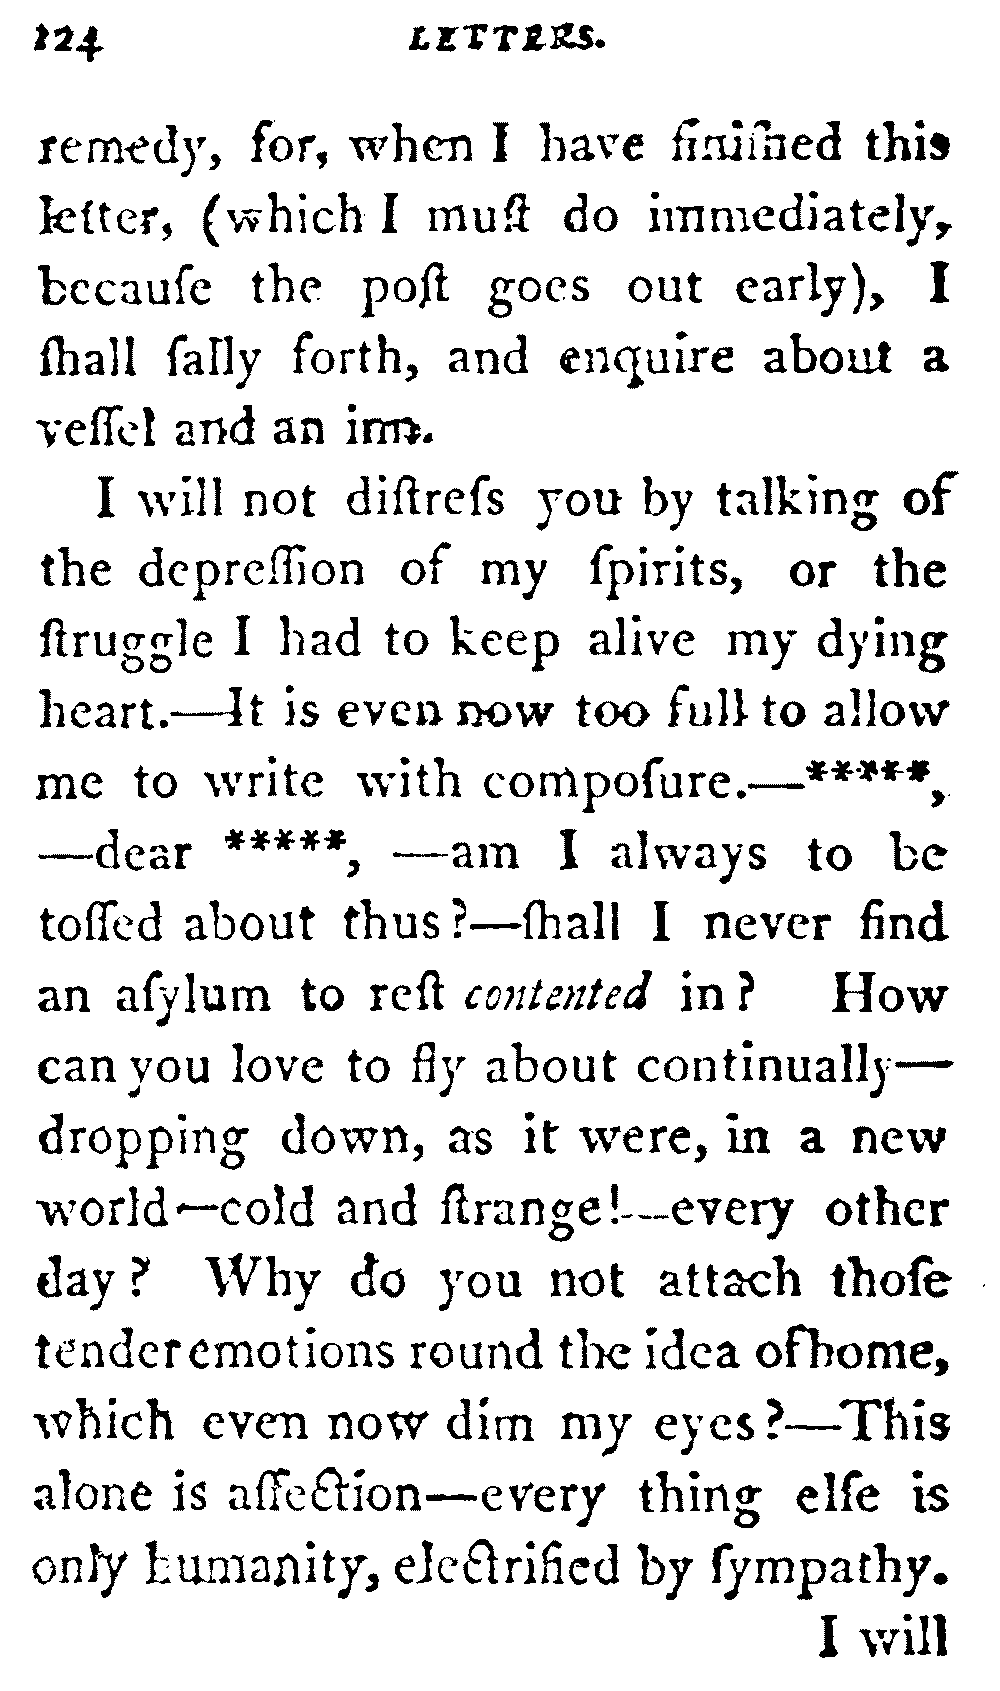 124 LETTERS.
remedy, for, when I have finiſhed this
letter, (which I muſt do immediately,
becauſe the poſt goes out early), I
ſhall ſally forth, and enquire about a
veſſel and an inn.
I will not diſtreſs you by talking of
the depreſſion of my ſpirits, or the
ſtruggle I had to keep alive my dying
heart.—It is even now too full to allow
me to write with compoſure.—*****,
—dear *****, —am I always to be
toſſed about thus?—ſhall I never find
an aſylum to reſt contented in? How
can you love to fly about continually—
dropping down, as it were, in a new
world—cold and ſtrange!—every other
day? Why do you not attach thoſe
tender emotions round the idea of home,
which even now dim my eyes?—This
alone is affection—every thing elſe is
only humanity, electrified by ſympathy.
I will